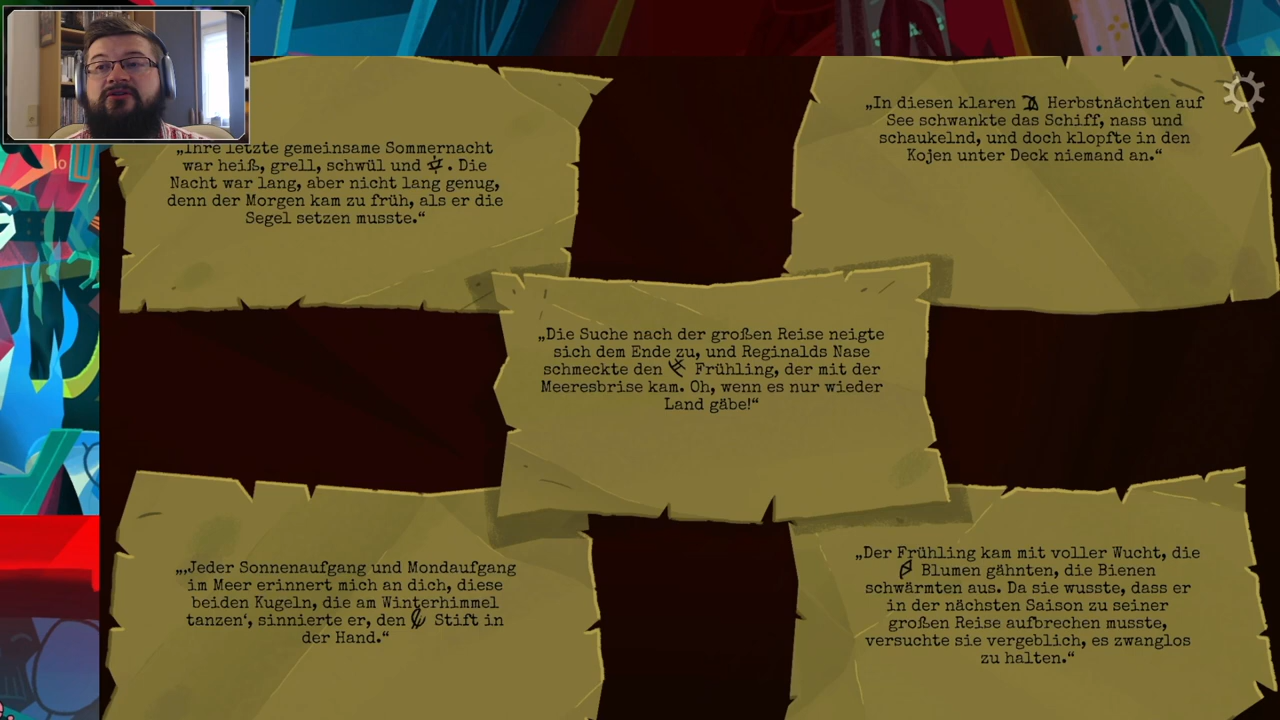 „Ihre letzte gemeinsame Sommernacht
war heiß, grell, schwül und . Die
Nacht war lang, aber nicht lang genug,
denn der Morgen kam zu früh, als er die
Segel setzen musste.“
„In diesen klaren Herbstnächten auf
See schwankte das Schiff, nass und
schaukelnd, und doch klopfte in den
Kojen unter Deck niemand an.“
„Die Suche nach der großen Reise neigte
sich dem Ende zu, und Reginalds Nase
schmeckte den Frühling, der mit der
Meeresbrise kam. Oh, wenn es nur wieder
Land gäbe!“
„‚Jeder Sonnenaufgang und Mondaufgang
im Meer erinnert mich an dich, diese
beiden Kugeln, die am Winterhimmel
tanzen‘, sinnierte er, den Stift in
der Hand.“
„Der Frühling kam mit voller Wucht, die
Blumen gähnten, die Bienen
schwärmten aus. Da sie wusste, dass er
in der nächsten Saison zu seiner
großen Reise aufbrechen musste,
versuchte sie vergeblich, es zwanglos
zu halten.“